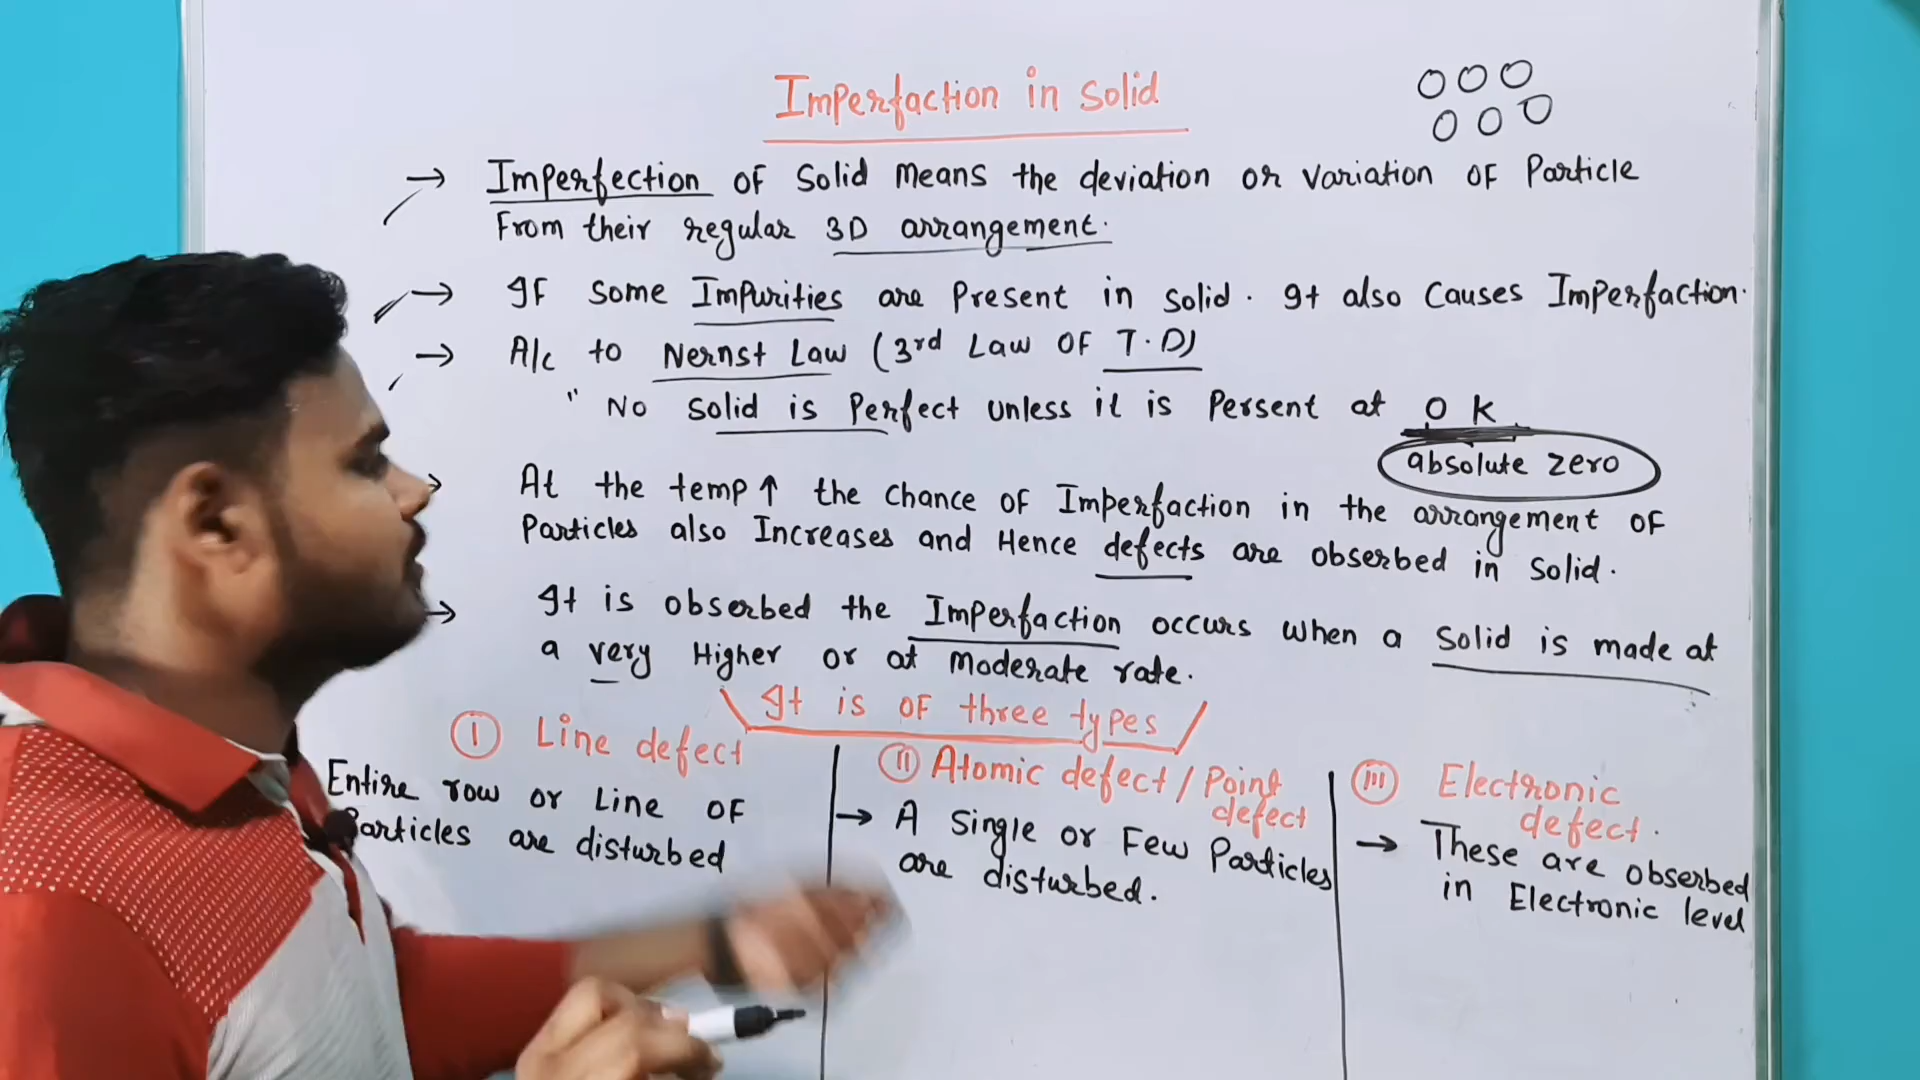 Imperfaction in Solid
→ Imperfection of Solid Means the deviation or variation of Particle
From their regular 3D arrangement.
→ If Some Impurities are Present in Solid. It also Causes Imperfaction.
→ A/c to Nernst Law (3rd Law OF T.D)
" No Solid is Perfect unless it is Persent at 0 K
absolute zero
→ At the temp↑ the Chance of Imperfaction in the arrangement of
Particles also Increases and Hence defects are obserbed in Solid.
→ It is obserbed the Imperfaction occurs when a Solid is made at
a very Higher or at Moderate rate.
It is of three types
I Line defect
Entire row or Line OF
Particles are disturbed
II Atomic defect / Point
defect
→ A Single or Few Particles
are disturbed.
III Electronic
defect.
→ These are obserbed
in Electronic level